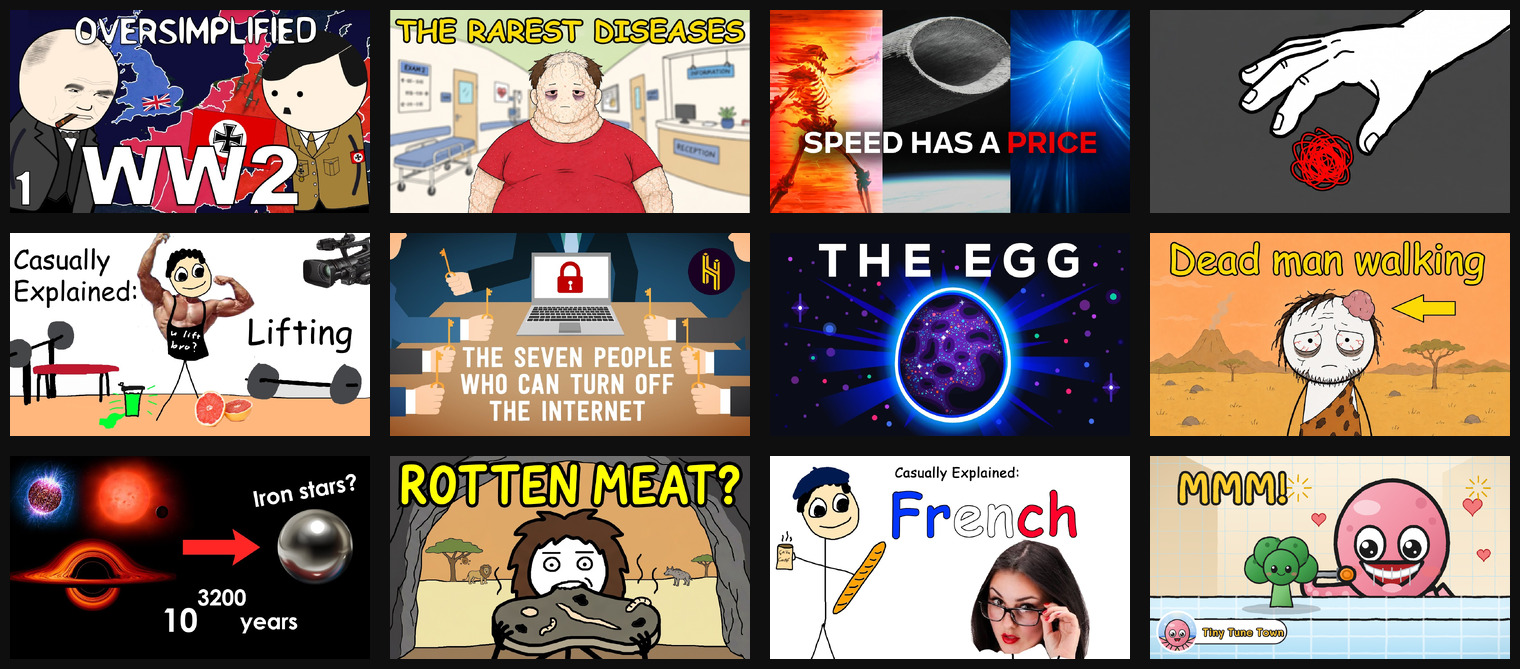 OVERSIMPLIFIED
WW2
1
THE RAREST DISEASES
INFORMATION
RECEPTION
SPEED HAS A PRICE
Casually
Explained:
u lift
bro?
Lifting
H
THE SEVEN PEOPLE
WHO CAN TURN OFF
THE INTERNET
THE EGG
Dead man walking
Iron stars?
10
3200
years
ROTTEN MEAT?
Casually Explained:
French
MMM!
Tiny Tune Town